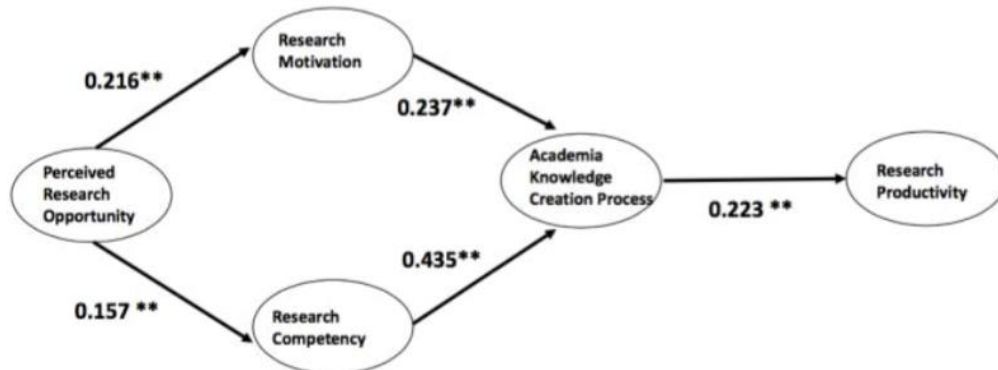 Research
Motivation
0.216**
0.237**
Perceived
Research
Opportunity
Academia
Knowledge
Creation Process
Research
Productivity
0.223 **
0.435**
0.157 **
Research
Competency